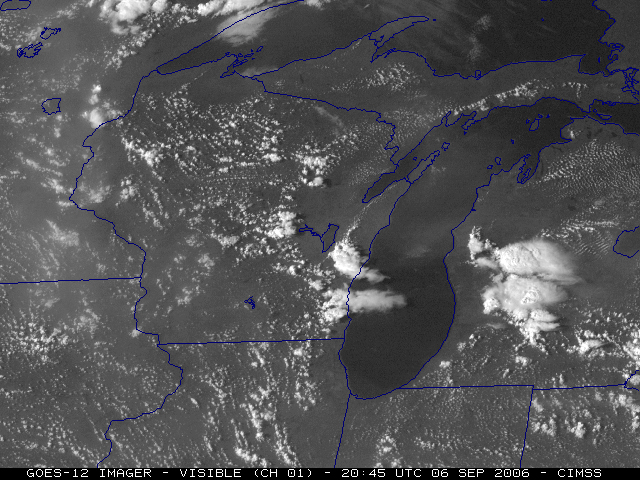 GOES-12 IMAGER - VISIBLE (CH 01) - 20:45 UTC 06 SEP 2006 - CIMSS